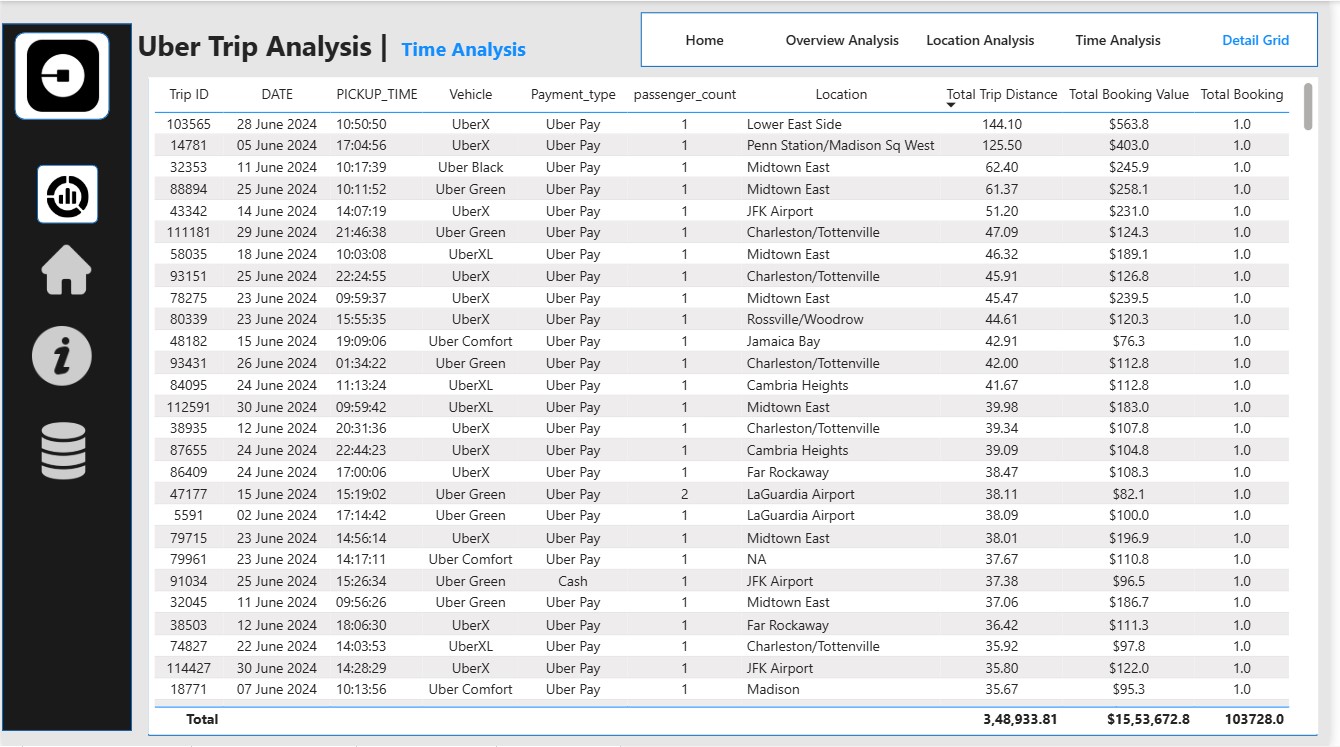 Uber Trip Analysis | Time Analysis
Home Overview Analysis Location Analysis Time Analysis Detail Grid
Trip ID DATE PICKUP_TIME Vehicle Payment_type passenger_count Location Total Trip Distance Total Booking Value Total Booking
103565 28 June 2024 10:50:50 UberX Uber Pay 1 Lower East Side 144.10 $563.8 1.0
14781 05 June 2024 17:04:56 UberX Uber Pay 1 Penn Station/Madison Sq West 125.50 $403.0 1.0
32353 11 June 2024 10:17:39 Uber Black Uber Pay 1 Midtown East 62.40 $245.9 1.0
88894 25 June 2024 10:11:52 Uber Green Uber Pay 1 Midtown East 61.37 $258.1 1.0
43342 14 June 2024 14:07:19 UberX Uber Pay 1 JFK Airport 51.20 $231.0 1.0
111181 29 June 2024 21:46:38 Uber Green Uber Pay 1 Charleston/Tottenville 47.09 $124.3 1.0
58035 18 June 2024 10:03:08 UberXL Uber Pay 1 Midtown East 46.32 $189.1 1.0
93151 25 June 2024 22:24:55 UberX Uber Pay 1 Charleston/Tottenville 45.91 $126.8 1.0
78275 23 June 2024 09:59:37 UberX Uber Pay 1 Midtown East 45.47 $239.5 1.0
80339 23 June 2024 15:55:35 UberX Uber Pay 1 Rossville/Woodrow 44.61 $120.3 1.0
48182 15 June 2024 19:09:06 Uber Comfort Uber Pay 1 Jamaica Bay 42.91 $76.3 1.0
93431 26 June 2024 01:34:22 Uber Green Uber Pay 1 Charleston/Tottenville 42.00 $112.8 1.0
84095 24 June 2024 11:13:24 UberXL Uber Pay 1 Cambria Heights 41.67 $112.8 1.0
112591 30 June 2024 09:59:42 UberXL Uber Pay 1 Midtown East 39.98 $183.0 1.0
38935 12 June 2024 20:31:36 UberX Uber Pay 1 Charleston/Tottenville 39.34 $107.8 1.0
87655 24 June 2024 22:44:23 UberX Uber Pay 1 Cambria Heights 39.09 $104.8 1.0
86409 24 June 2024 17:00:06 UberX Uber Pay 1 Far Rockaway 38.47 $108.3 1.0
47177 15 June 2024 15:19:02 Uber Green Uber Pay 2 LaGuardia Airport 38.11 $82.1 1.0
5591 02 June 2024 17:14:42 Uber Green Uber Pay 1 LaGuardia Airport 38.09 $100.0 1.0
79715 23 June 2024 14:56:14 UberX Uber Pay 1 Midtown East 38.01 $196.9 1.0
79961 23 June 2024 14:17:11 Uber Comfort Uber Pay 1 NA 37.67 $110.8 1.0
91034 25 June 2024 15:26:34 Uber Green Cash 1 JFK Airport 37.38 $96.5 1.0
32045 11 June 2024 09:56:26 Uber Green Uber Pay 1 Midtown East 37.06 $186.7 1.0
38503 12 June 2024 18:06:30 UberX Uber Pay 1 Far Rockaway 36.42 $111.3 1.0
74827 22 June 2024 14:03:53 UberXL Uber Pay 1 Charleston/Tottenville 35.92 $97.8 1.0
114427 30 June 2024 14:28:29 UberX Uber Pay 1 JFK Airport 35.80 $122.0 1.0
18771 07 June 2024 10:13:56 Uber Comfort Uber Pay 1 Madison 35.67 $95.3 1.0
Total 3,48,933.81 $15,53,672.8 103728.0